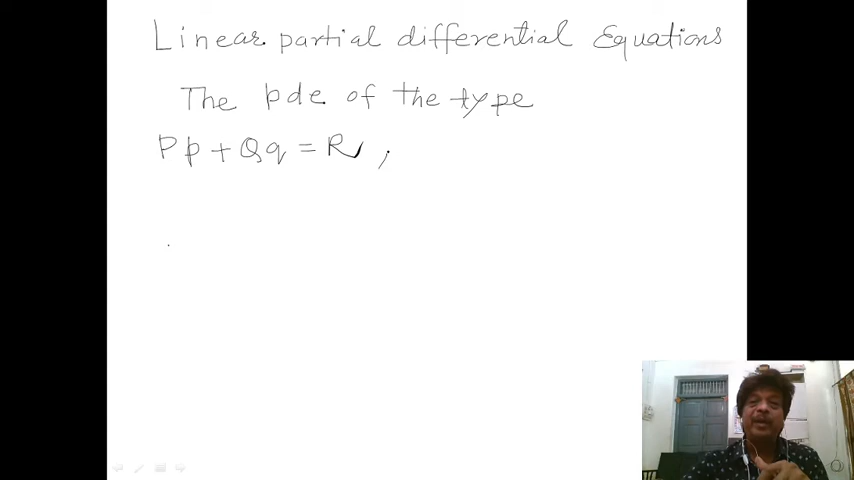 Linear partial differential Equations
The pde of the type
Pp + Qq = R ,